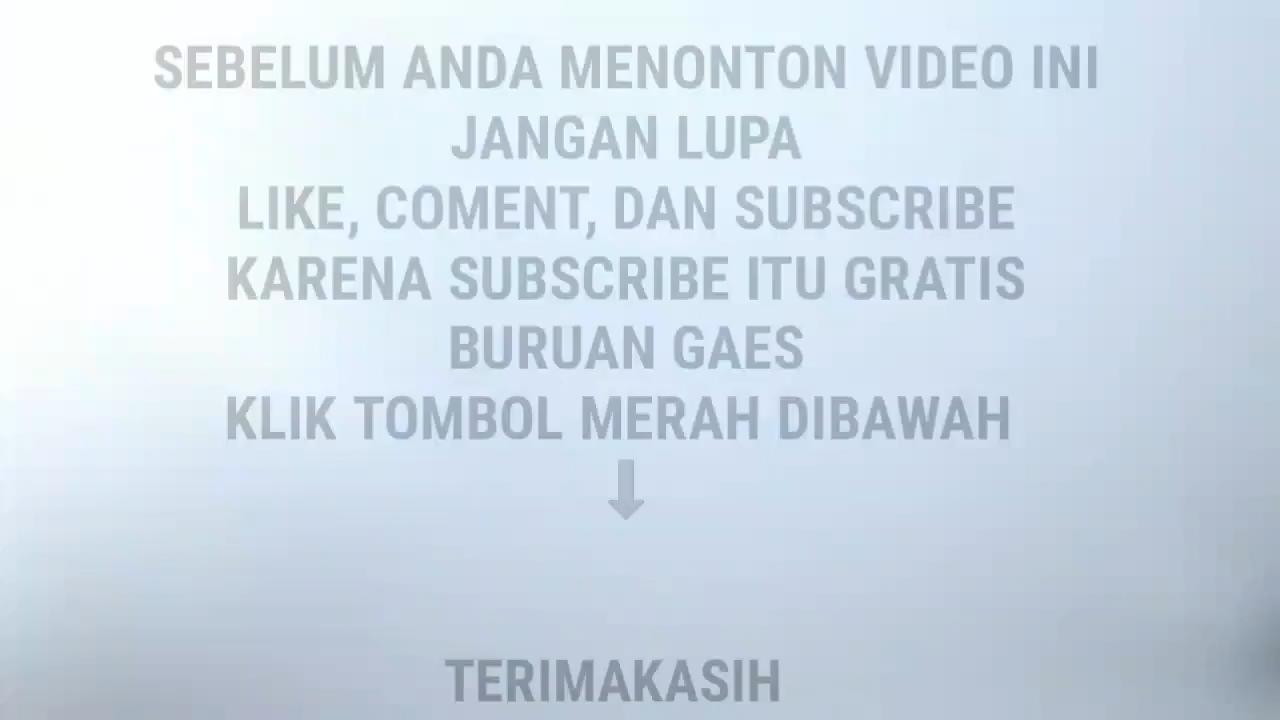 SEBELUM ANDA MENONTON VIDEO INI
JANGAN LUPA
LIKE, COMENT, DAN SUBSCRIBE
KARENA SUBSCRIBE ITU GRATIS
BURUAN GAES
KLIK TOMBOL MERAH DIBAWAH
TERIMAKASIH